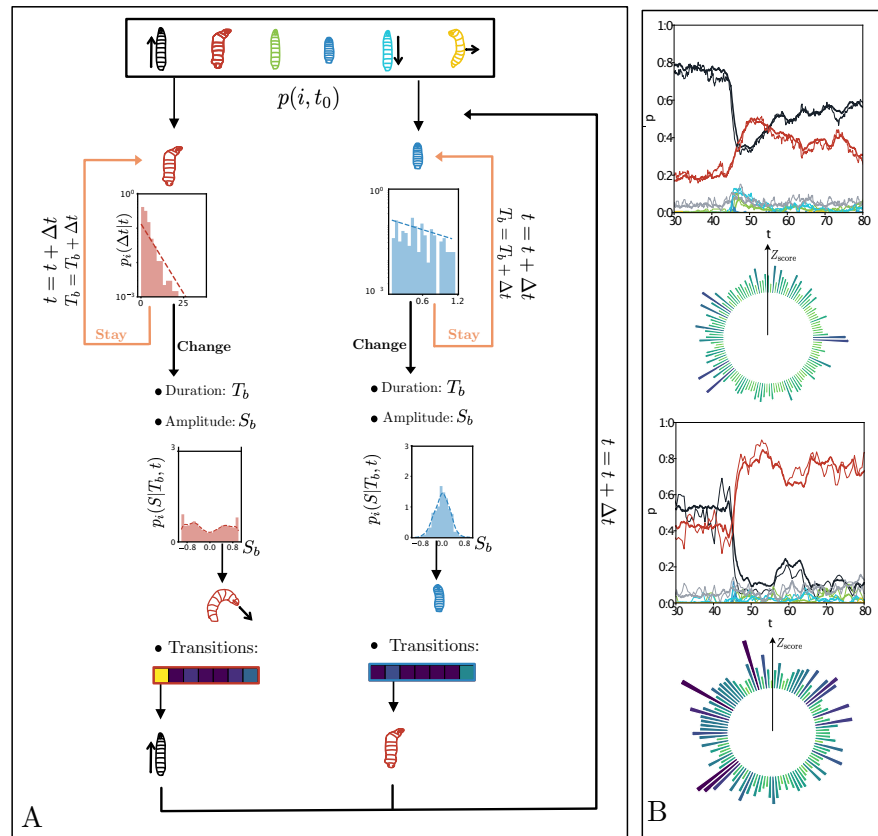 p(i, t₀)
t = t + Δt
T_b = T_b + Δt
10⁰
p_i(Δt|t)
10⁻³
0 25
Stay
Change
● Duration: T_b
● Amplitude: S_b
3
p_i(S|T_b, t)
0
−0.8 0.0 0.8
S_b
● Transitions:
10⁰
10⁻³
0.6 1.2
t = t + Δt
T_b = T_b + Δt
Change
Stay
● Duration: T_b
● Amplitude: S_b
3
p_i(S|T_b, t)
0
−0.8 0.0 0.8
S_b
● Transitions:
t = t + Δt
A
1.0
0.8
0.6
p
0.4
0.2
0.0
30 40 50 60 70 80
t
Z_score
1.0
0.8
0.6
p
0.4
0.2
0.0
30 40 50 60 70 80
t
Z_score
B